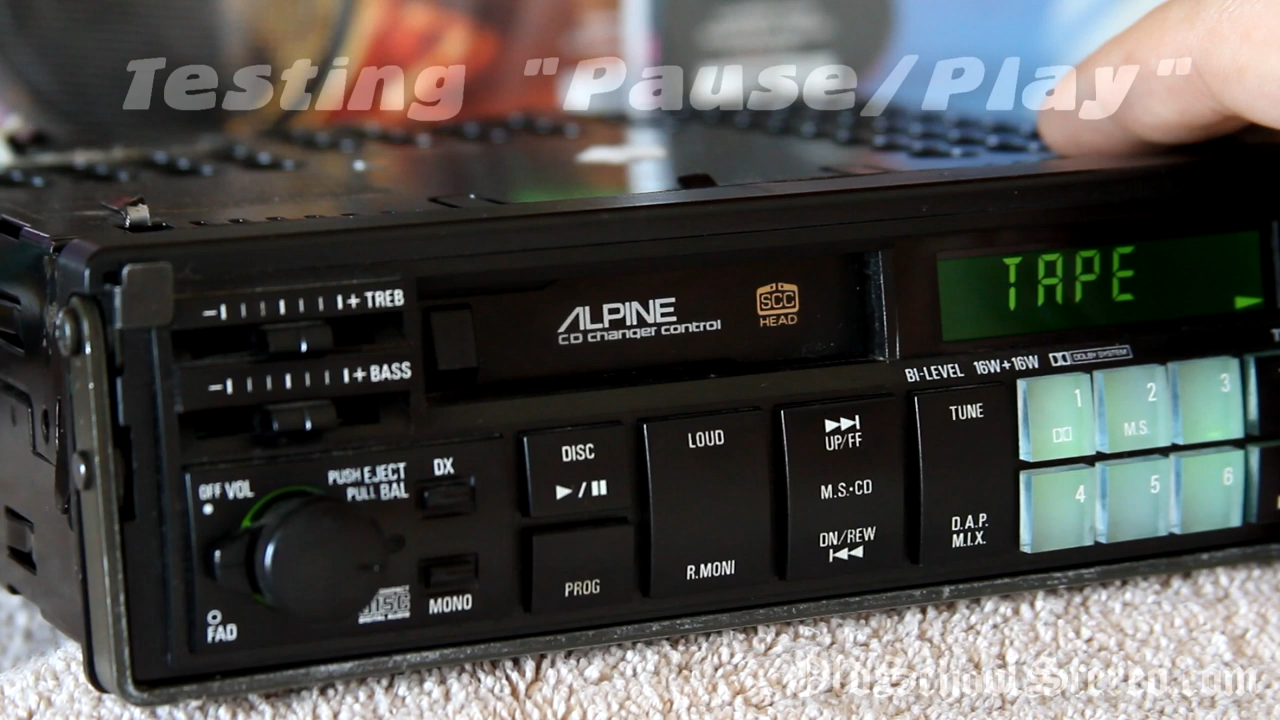 Testing "Pause/Play"
TREB
BASS
ALPINE
CD changer control
SCC
HEAD
TAPE
BI-LEVEL 16W+16W DOLBY SYSTEM
OFF VOL
PUSH EJECT
PULL BAL
DX
DISC
PROG
MONO
FAD
LOUD
R.MONI
UP/FF
M.S.•CD
DN/REW
TUNE
D.A.P.
M.I.X.
1
2
M.S.
3
4
5
6
DISC